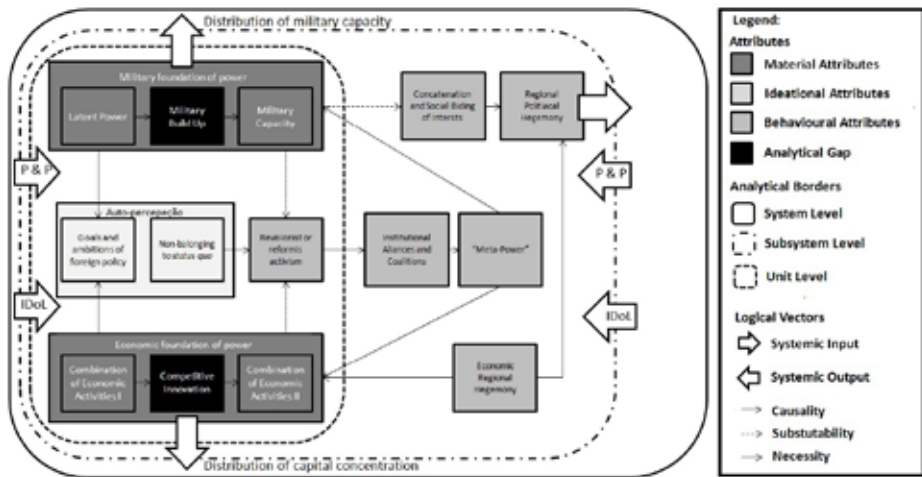 Distribution of military capacity
Military foundation of power
Latent Power
Military
Build Up
Military
Capacity
Concatenation
and Social Biding
of interests
Regional
Politiacal
Hegemony
P & P
P & P
Auto-percepção
Goals and
ambitions of
foreign policy
Non-belonging
to status quo
Revisionist or
reformis
activism
Institutional
Aliances and
Coalitions
"Meta-Power"
IDoL
IDoL
Economic foundation of power
Combination
of Economic
Activities I
Competitive
Innovation
Combination
of Economic
Activities II
Economic
Regional
Hegemony
Distribution of capital concentration
Legend:
Attributes
Material Attributes
Ideational Attributes
Behavioural Attributes
Analytical Gap
Analytical Borders
System Level
Subsystem Level
Unit Level
Logical Vectors
Systemic Input
Systemic Output
Causality
Substutability
Necessity